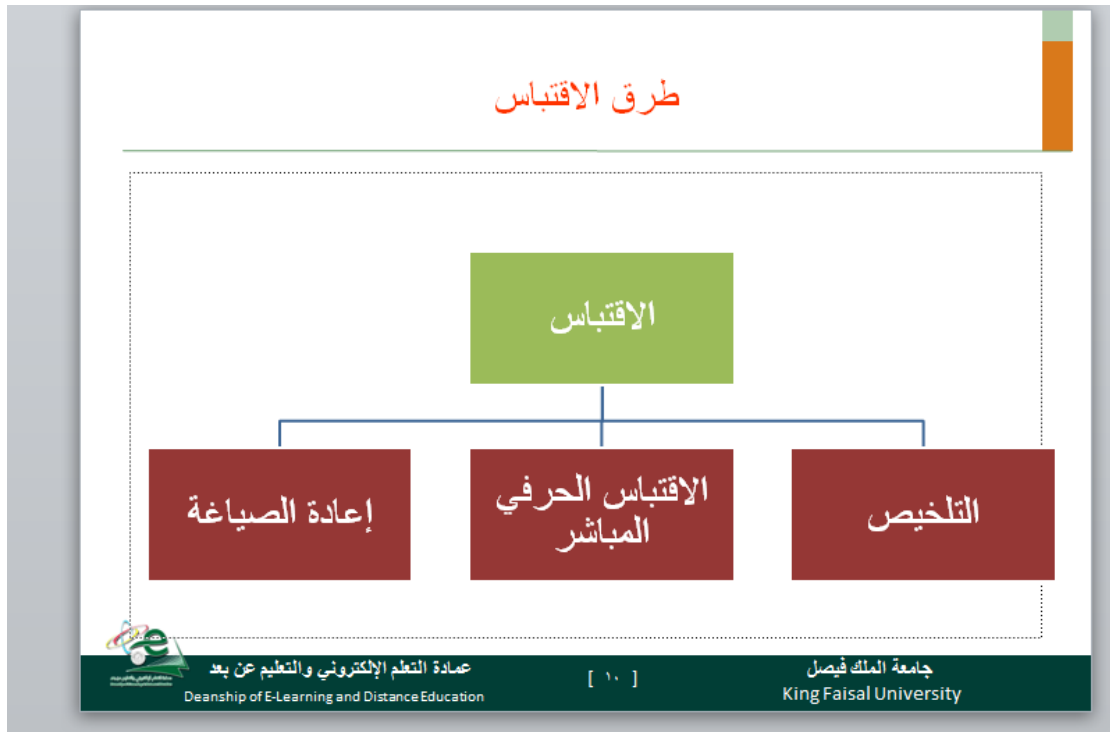 طرق الاقتباس
الاقتباس
التلخيص
الاقتباس الحرفي
المباشر
إعادة الصياغة
جامعة الملك فيصل
King Faisal University
[ ١٠ ]
عمادة التعلم الإلكتروني والتعليم عن بعد
Deanship of E-Learning and Distance Education
e